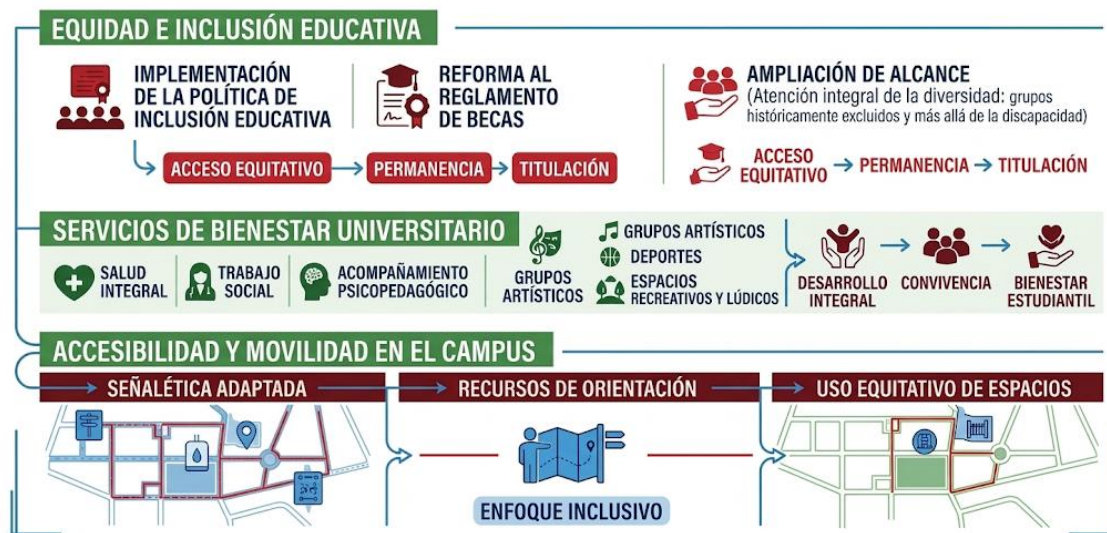 EQUIDAD E INCLUSIÓN EDUCATIVA
IMPLEMENTACIÓN
DE LA POLÍTICA DE
INCLUSIÓN EDUCATIVA
REFORMA AL
REGLAMENTO
DE BECAS
AMPLIACIÓN DE ALCANCE
(Atención integral de la diversidad: grupos
históricamente excluidos y más allá de la discapacidad)
ACCESO EQUITATIVO
PERMANENCIA
TITULACIÓN
ACCESO
EQUITATIVO
PERMANENCIA
TITULACIÓN
SERVICIOS DE BIENESTAR UNIVERSITARIO
SALUD
INTEGRAL
TRABAJO
SOCIAL
ACOMPAÑAMIENTO
PSICOPEDAGÓGICO
GRUPOS
ARTÍSTICOS
GRUPOS ARTÍSTICOS
DEPORTES
ESPACIOS
RECREATIVOS Y LÚDICOS
DESARROLLO
INTEGRAL
CONVIVENCIA
BIENESTAR
ESTUDIANTIL
ACCESIBILIDAD Y MOVILIDAD EN EL CAMPUS
SEÑALÉTICA ADAPTADA
RECURSOS DE ORIENTACIÓN
USO EQUITATIVO DE ESPACIOS
ENFOQUE INCLUSIVO